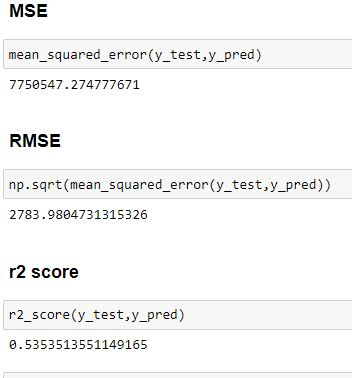 MSE
mean_squared_error(y_test,y_pred)
7750547.274777671
RMSE
np.sqrt(mean_squared_error(y_test,y_pred))
2783.9804731315326
r2 score
r2_score(y_test,y_pred)
0.5353513551149165